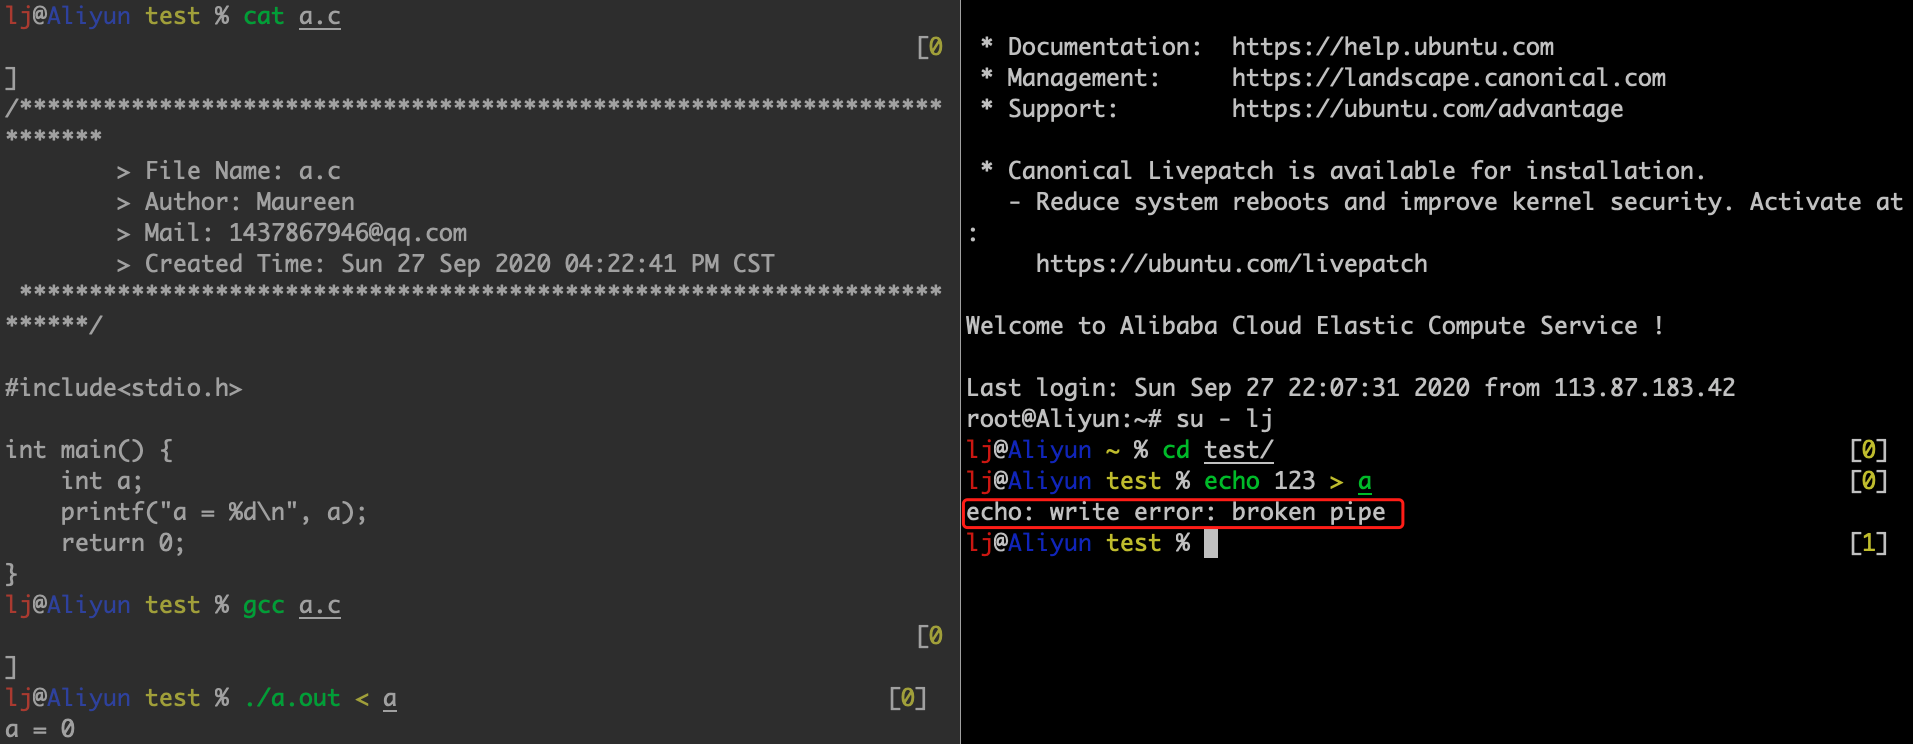 lj@Aliyun test % cat a.c
[0
]
/******************************************************************
*******
> File Name: a.c
> Author: Maureen
> Mail: 1437867946@qq.com
> Created Time: Sun 27 Sep 2020 04:22:41 PM CST
******************************************************************
******/
#include<stdio.h>
int main() {
int a;
printf("a = %d\n", a);
return 0;
}
lj@Aliyun test % gcc a.c
[0
]
lj@Aliyun test % ./a.out < a [0]
a = 0
* Documentation: https://help.ubuntu.com
* Management: https://landscape.canonical.com
* Support: https://ubuntu.com/advantage
* Canonical Livepatch is available for installation.
- Reduce system reboots and improve kernel security. Activate at
:
https://ubuntu.com/livepatch
Welcome to Alibaba Cloud Elastic Compute Service !
Last login: Sun Sep 27 22:07:31 2020 from 113.87.183.42
root@Aliyun:~# su - lj
lj@Aliyun ~ % cd test/ [0]
lj@Aliyun test % echo 123 > a [0]
echo: write error: broken pipe
lj@Aliyun test % [1]